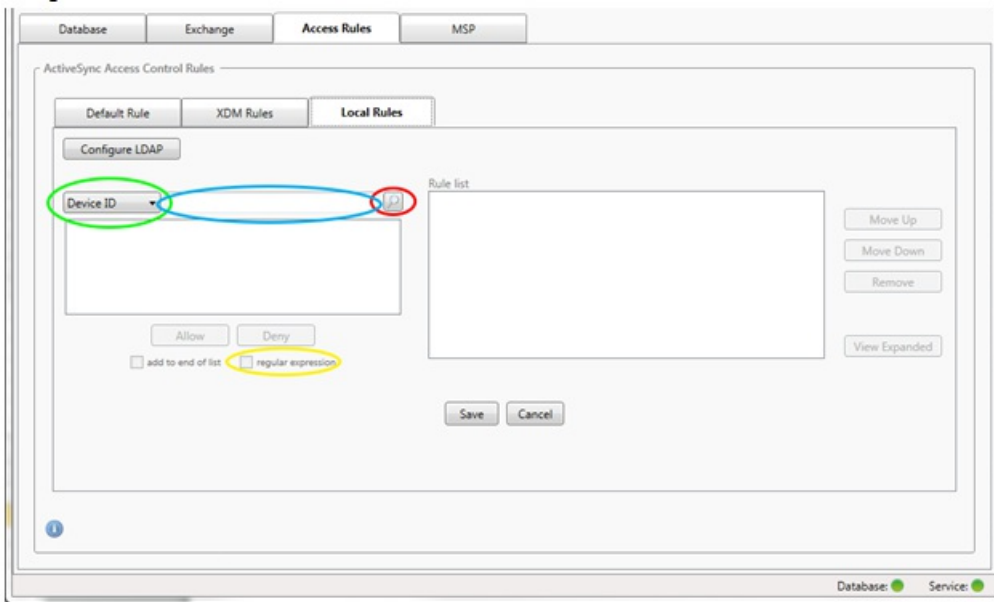 Database Exchange Access Rules MSP
ActiveSync Access Control Rules
Default Rule XDM Rules Local Rules
Configure LDAP
Rule list
Device ID
Move Up
Move Down
Remove
Allow Deny
View Expanded
add to end of list regular expression
Save Cancel
Database: Service: